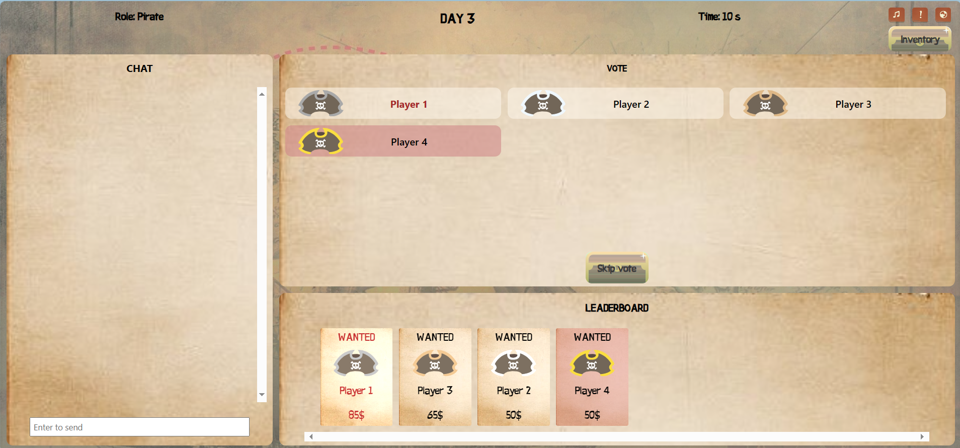 Role: Pirate
DAY 3
Time: 10 s
Inventory
CHAT
Enter to send
VOTE
Player 1
Player 2
Player 3
Player 4
Skip vote
LEADERBOARD
WANTED
Player 1
85$
WANTED
Player 3
65$
WANTED
Player 2
50$
WANTED
Player 4
50$